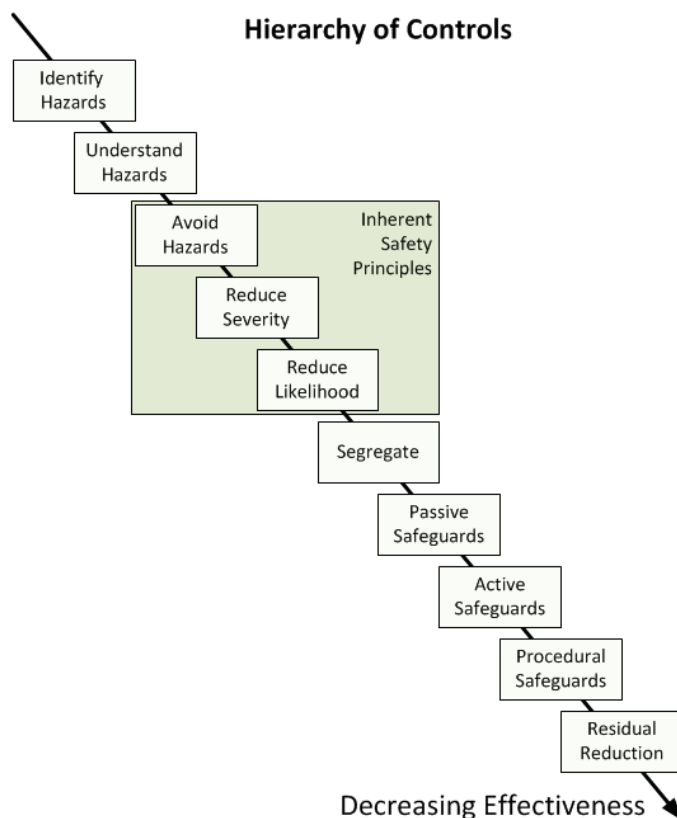 Hierarchy of Controls
Identify
Hazards
Understand
Hazards
Avoid
Hazards
Inherent
Safety
Principles
Reduce
Severity
Reduce
Likelihood
Segregate
Passive
Safeguards
Active
Safeguards
Procedural
Safeguards
Residual
Reduction
Decreasing Effectiveness